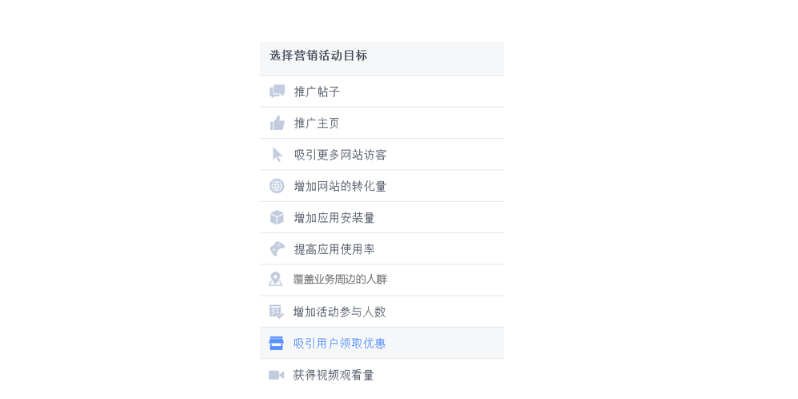 选择营销活动目标
推广帖子
推广主页
吸引更多网站访客
增加网站的转化量
增加应用安装量
提高应用使用率
覆盖业务周边的人群
增加活动参与人数
吸引用户领取优惠
获得视频观看量